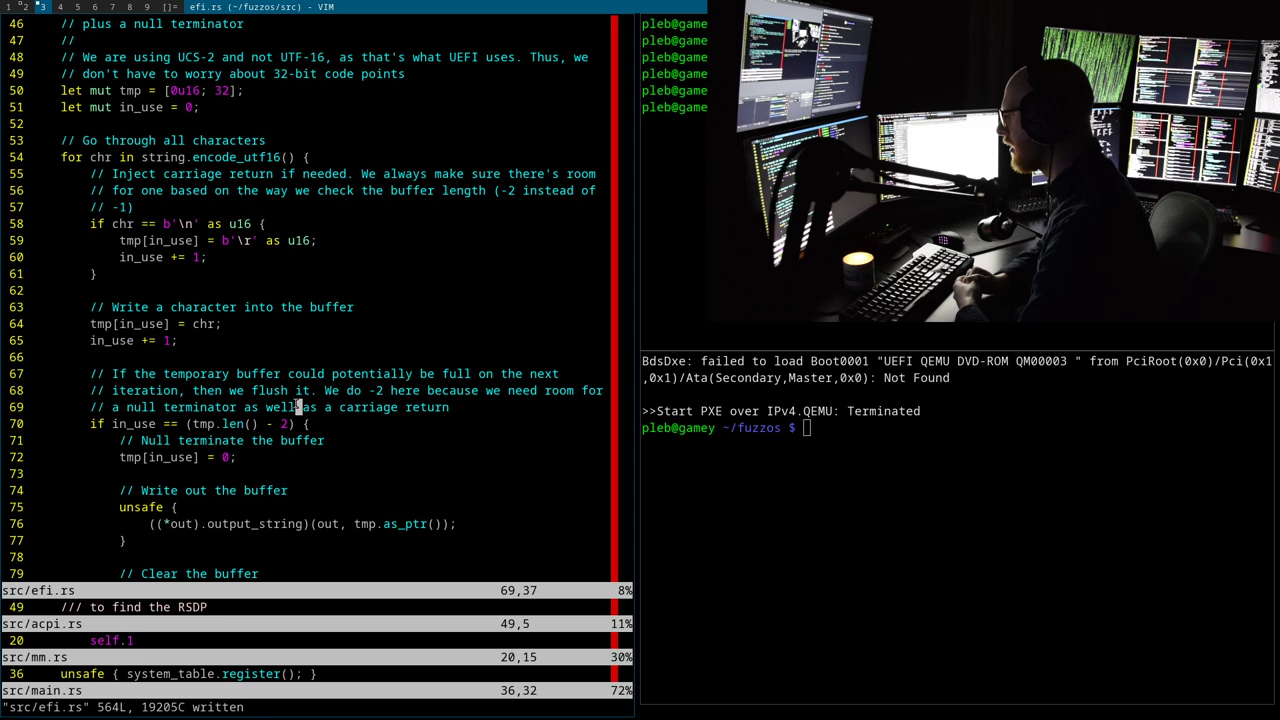 1 2 3 4 5 6 7 8 9 []= efi.rs (~/fuzzos/src) - VIM
46 // plus a null terminator
47 //
48 // We are using UCS-2 and not UTF-16, as that's what UEFI uses. Thus, we
49 // don't have to worry about 32-bit code points
50 let mut tmp = [0u16; 32];
51 let mut in_use = 0;
52
53 // Go through all characters
54 for chr in string.encode_utf16() {
55 // Inject carriage return if needed. We always make sure there's room
56 // for one based on the way we check the buffer length (-2 instead of
57 // -1)
58 if chr == b'\n' as u16 {
59 tmp[in_use] = b'\r' as u16;
60 in_use += 1;
61 }
62
63 // Write a character into the buffer
64 tmp[in_use] = chr;
65 in_use += 1;
66
67 // If the temporary buffer could potentially be full on the next
68 // iteration, then we flush it. We do -2 here because we need room for
69 // a null terminator as well as a carriage return
70 if in_use == (tmp.len() - 2) {
71 // Null terminate the buffer
72 tmp[in_use] = 0;
73
74 // Write out the buffer
75 unsafe {
76 ((*out).output_string)(out, tmp.as_ptr());
77 }
78
79 // Clear the buffer
src/efi.rs 69,37 8%
49 /// to find the RSDP
src/acpi.rs 49,5 11%
20 self.1
src/mm.rs 20,15 30%
36 unsafe { system_table.register(); }
src/main.rs 36,32 72%
"src/efi.rs" 564L, 19205C written
pleb@game
pleb@game
pleb@game
pleb@game
pleb@game
pleb@game
BdsDxe: failed to load Boot0001 "UEFI QEMU DVD-ROM QM00003 " from PciRoot(0x0)/Pci(0x1
,0x1)/Ata(Secondary,Master,0x0): Not Found
>>Start PXE over IPv4.QEMU: Terminated
pleb@gamey ~/fuzzos $